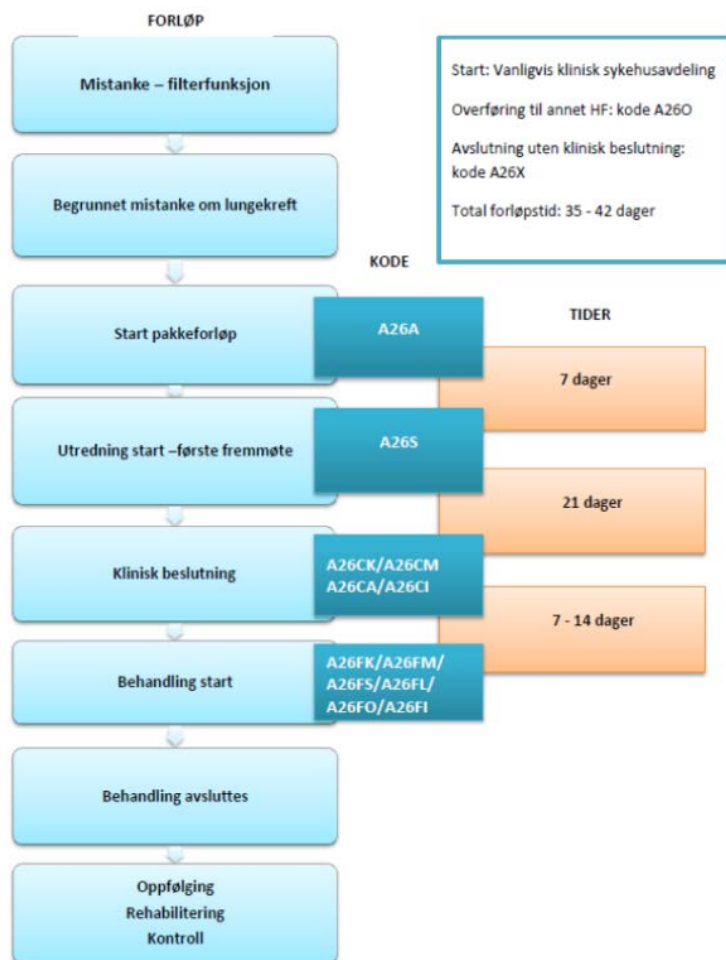 FORLØP
Mistanke – filterfunksjon
Start: Vanligvis klinisk sykehusavdeling
Overføring til annet HF: kode A26O
Avslutning uten klinisk beslutning:
kode A26X
Total forløpstid: 35 - 42 dager
Begrunnet mistanke om lungekreft
KODE
TIDER
Start pakkeforløp
A26A
7 dager
Utredning start –første fremmøte
A26S
21 dager
Klinisk beslutning
A26CK/A26CM
A26CA/A26CI
7 - 14 dager
Behandling start
A26FK/A26FM/
A26FS/A26FL/
A26FO/A26FI
Behandling avsluttes
Oppfølging
Rehabilitering
Kontroll